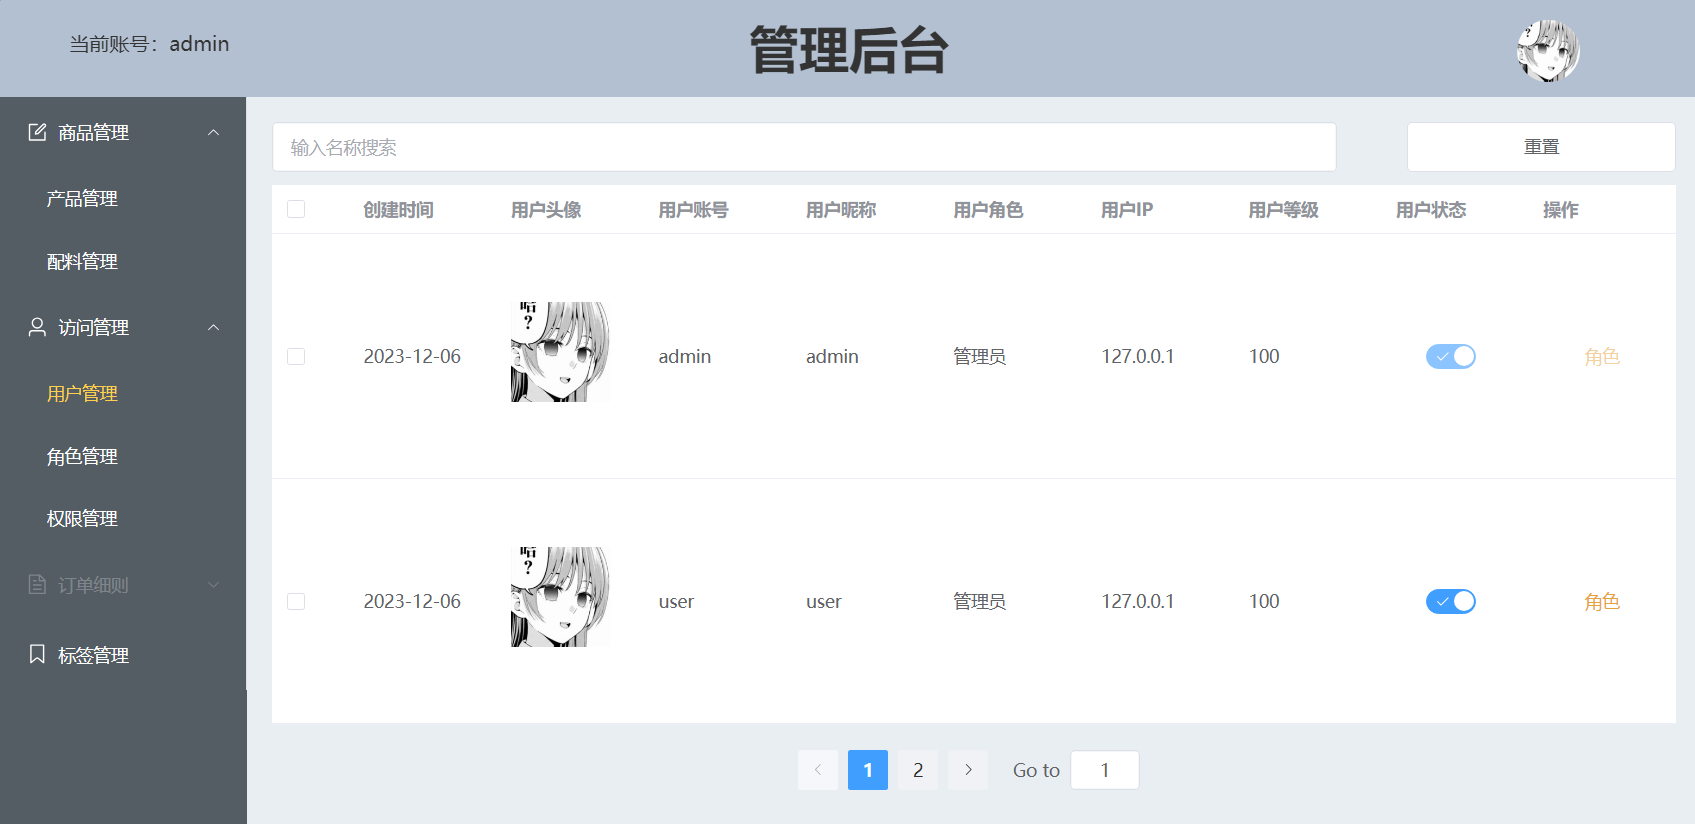 当前账号：admin
管理后台
商品管理
产品管理
配料管理
访问管理
用户管理
角色管理
权限管理
订单细则
标签管理
输入名称搜索
重置
创建时间 用户头像 用户账号 用户昵称 用户角色 用户IP 用户等级 用户状态 操作
2023-12-06 admin admin 管理员 127.0.0.1 100 角色
2023-12-06 user user 管理员 127.0.0.1 100 角色
1 2 Go to 1